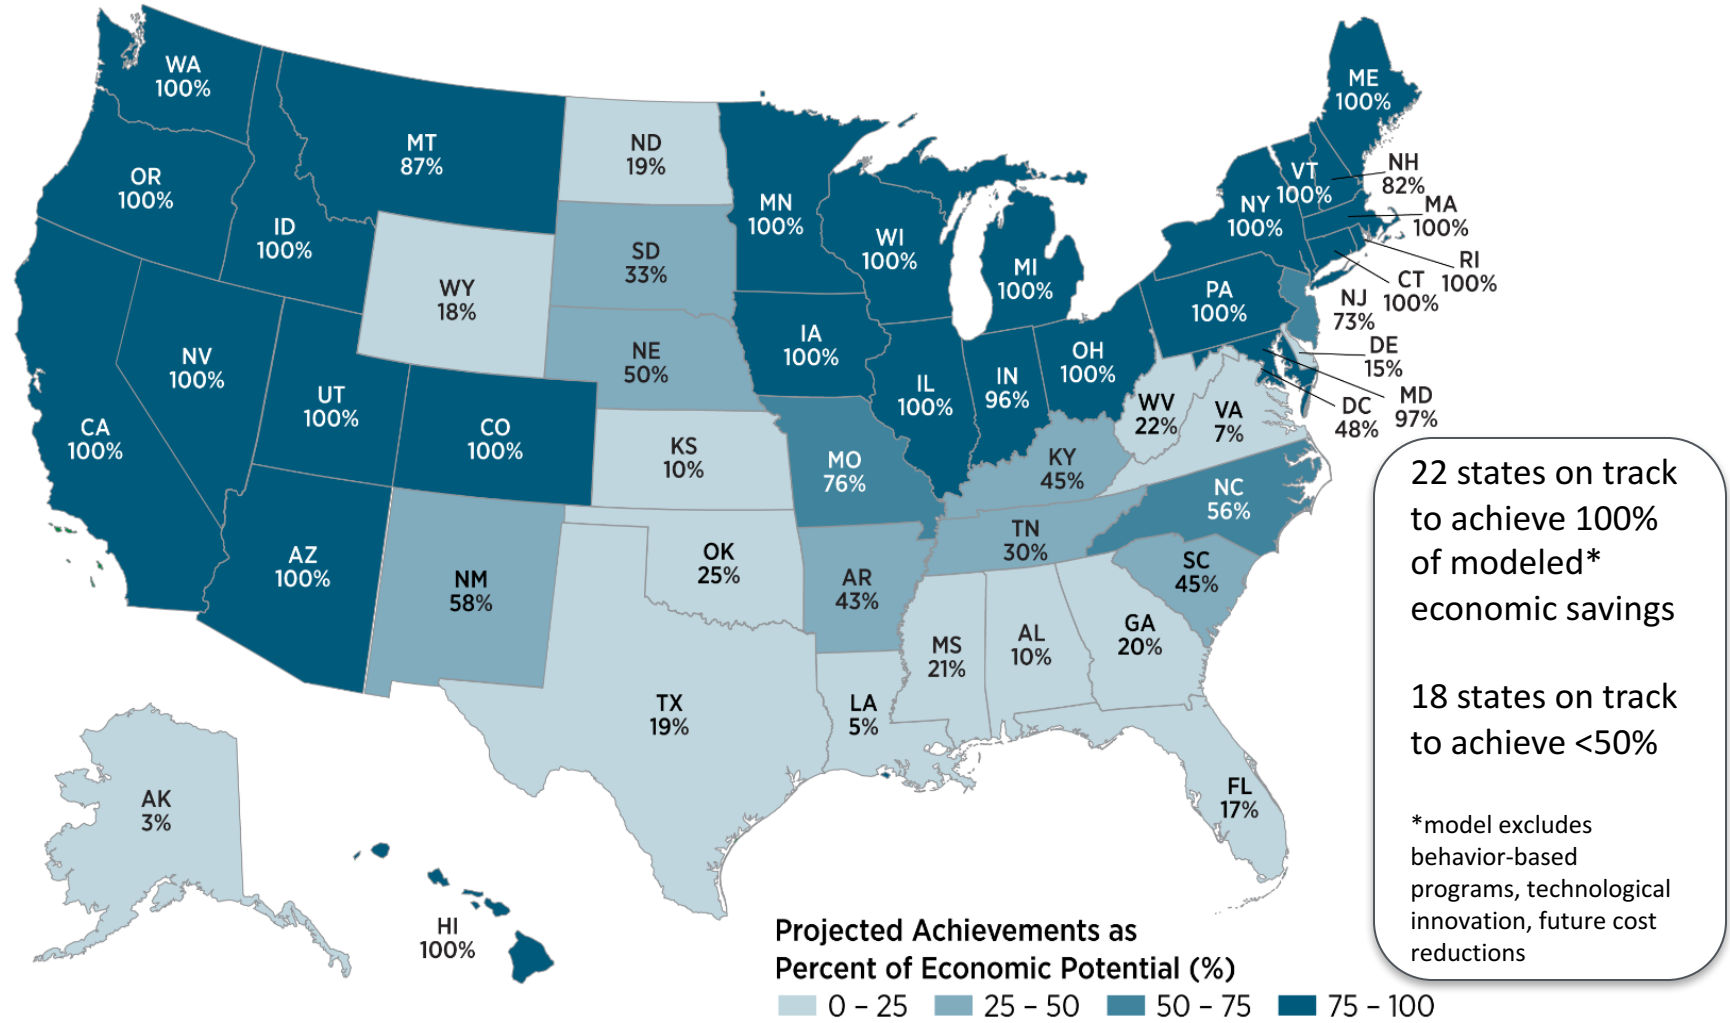 WA
100%
MT
87%
ND
19%
MN
100%
ME
100%
VT
100%
NH
82%
OR
100%
ID
100%
NY
100%
MA
100%
WI
100%
SD
33%
MI
100%
RI
100%
CT
100%
WY
18%
PA
100%
NJ
73%
IA
100%
NV
100%
NE
50%
OH
100%
DE
15%
UT
100%
IL
100%
IN
96%
MD
97%
DC
48%
WV
22%
VA
7%
CA
100%
CO
100%
KS
10%
MO
76%
KY
45%
NC
56%
AZ
100%
NM
58%
OK
25%
AR
43%
TN
30%
SC
45%
MS
21%
AL
10%
GA
20%
TX
19%
LA
5%
FL
17%
AK
3%
HI
100%
22 states on track
to achieve 100%
of modeled*
economic savings
18 states on track
to achieve <50%
*model excludes
behavior-based
programs, technological
innovation, future cost
reductions
Projected Achievements as
Percent of Economic Potential (%)
0 – 25 25 – 50 50 – 75 75 – 100